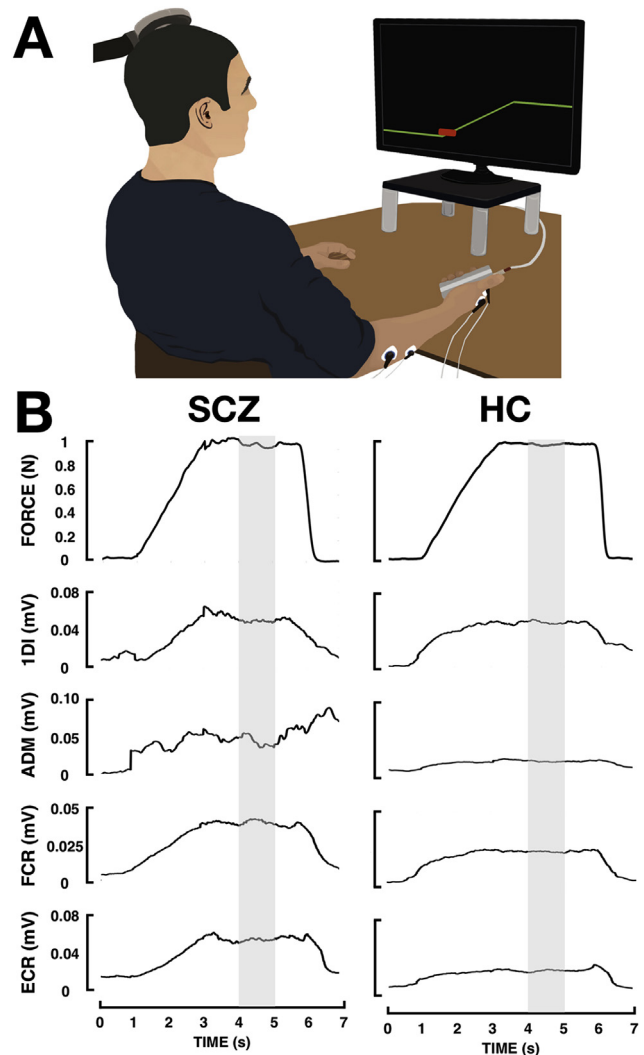 A
B
SCZ
HC
FORCE (N)
1
0.8
0.6
0.4
0.2
0
1DI (mV)
0.08
0.04
0
ADM (mV)
0.10
0.05
0
FCR (mV)
0.05
0.025
0
ECR (mV)
0.08
0.04
0
0 1 2 3 4 5 6 7
TIME (s)
0 1 2 3 4 5 6 7
TIME (s)